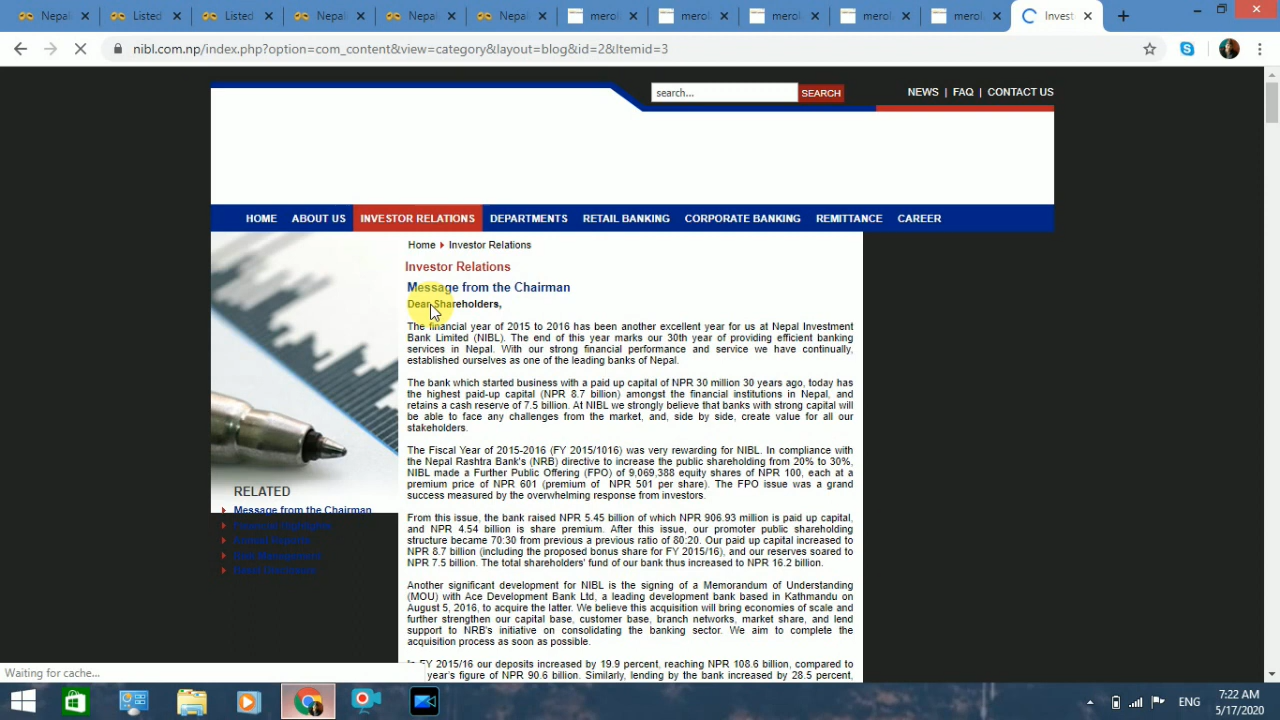 Nepal
Listed
Listed
Nepal
Nepal
Nepal
merol
merol
merol
merol
merol
Invest
nibl.com.np/index.php?option=com_content&view=category&layout=blog&id=2&Itemid=3
search...
SEARCH
NEWS | FAQ | CONTACT US
HOME
ABOUT US
INVESTOR RELATIONS
DEPARTMENTS
RETAIL BANKING
CORPORATE BANKING
REMITTANCE
CAREER
Home
Investor Relations
Investor Relations
Message from the Chairman
Dear Shareholders,
The financial year of 2015 to 2016 has been another excellent year for us at Nepal Investment
Bank Limited (NIBL). The end of this year marks our 30th year of providing efficient banking
services in Nepal. With our strong financial performance and service we have continually,
established ourselves as one of the leading banks of Nepal.
The bank which started business with a paid up capital of NPR 30 million 30 years ago, today has
the highest paid-up capital (NPR 8.7 billion) amongst the financial institutions in Nepal, and
retains a cash reserve of 7.5 billion. At NIBL we strongly believe that banks with strong capital will
be able to face any challenges from the market, and, side by side, create value for all our
stakeholders.
The Fiscal Year of 2015-2016 (FY 2015/1016) was very rewarding for NIBL. In compliance with
the Nepal Rashtra Bank's (NRB) directive to increase the public shareholding from 20% to 30%,
NIBL made a Further Public Offering (FPO) of 9,069,388 equity shares of NPR 100, each at a
premium price of NPR 601 (premium of NPR 501 per share). The FPO issue was a grand
success measured by the overwhelming response from investors.
From this issue, the bank raised NPR 5.45 billion of which NPR 906.93 million is paid up capital,
and NPR 4.54 billion is share premium. After this issue, our promoter public shareholding
structure became 70:30 from previous a previous ratio of 80:20. Our paid up capital increased to
NPR 8.7 billion (including the proposed bonus share for FY 2015/16), and our reserves soared to
NPR 7.5 billion. The total shareholders' fund of our bank thus increased to NPR 16.2 billion.
Another significant development for NIBL is the signing of a Memorandum of Understanding
(MOU) with Ace Development Bank Ltd, a leading development bank based in Kathmandu on
August 5, 2016, to acquire the latter. We believe this acquisition will bring economies of scale and
further strengthen our capital base, customer base, branch networks, market share, and lend
support to NRB's initiative on consolidating the banking sector. We aim to complete the
acquisition process as soon as possible.
In FY 2015/16 our deposits increased by 19.9 percent, reaching NPR 108.6 billion, compared to
year's figure of NPR 90.6 billion. Similarly, lending by the bank increased by 28.5 percent,
RELATED
Message from the Chairman
Financial Highlights
Annual Reports
Risk Management
Basel Disclosure
Waiting for cache...
ENG
7:22 AM
5/17/2020